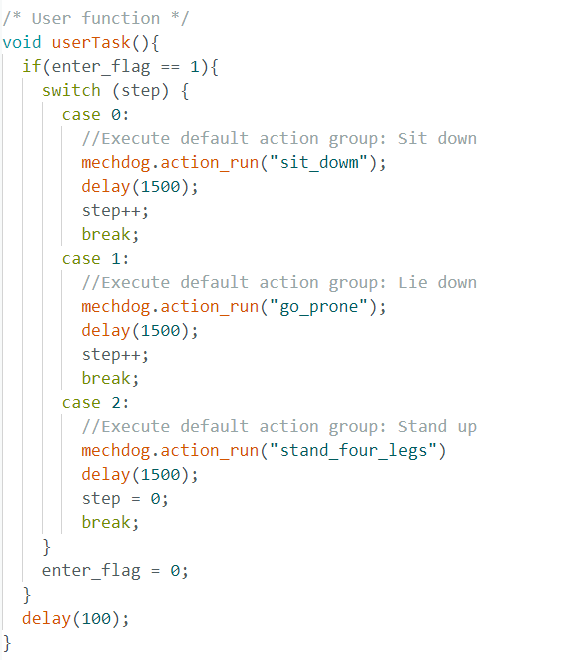 /* User function */
void userTask(){
  if(enter_flag == 1){
    switch (step) {
      case 0:
        //Execute default action group: Sit down
        mechdog.action_run("sit_dowm");
        delay(1500);
        step++;
        break;
      case 1:
        //Execute default action group: Lie down
        mechdog.action_run("go_prone");
        delay(1500);
        step++;
        break;
      case 2:
        //Execute default action group: Stand up
        mechdog.action_run("stand_four_legs")
        delay(1500);
        step = 0;
        break;
    }
    enter_flag = 0;
  }
  delay(100);
}